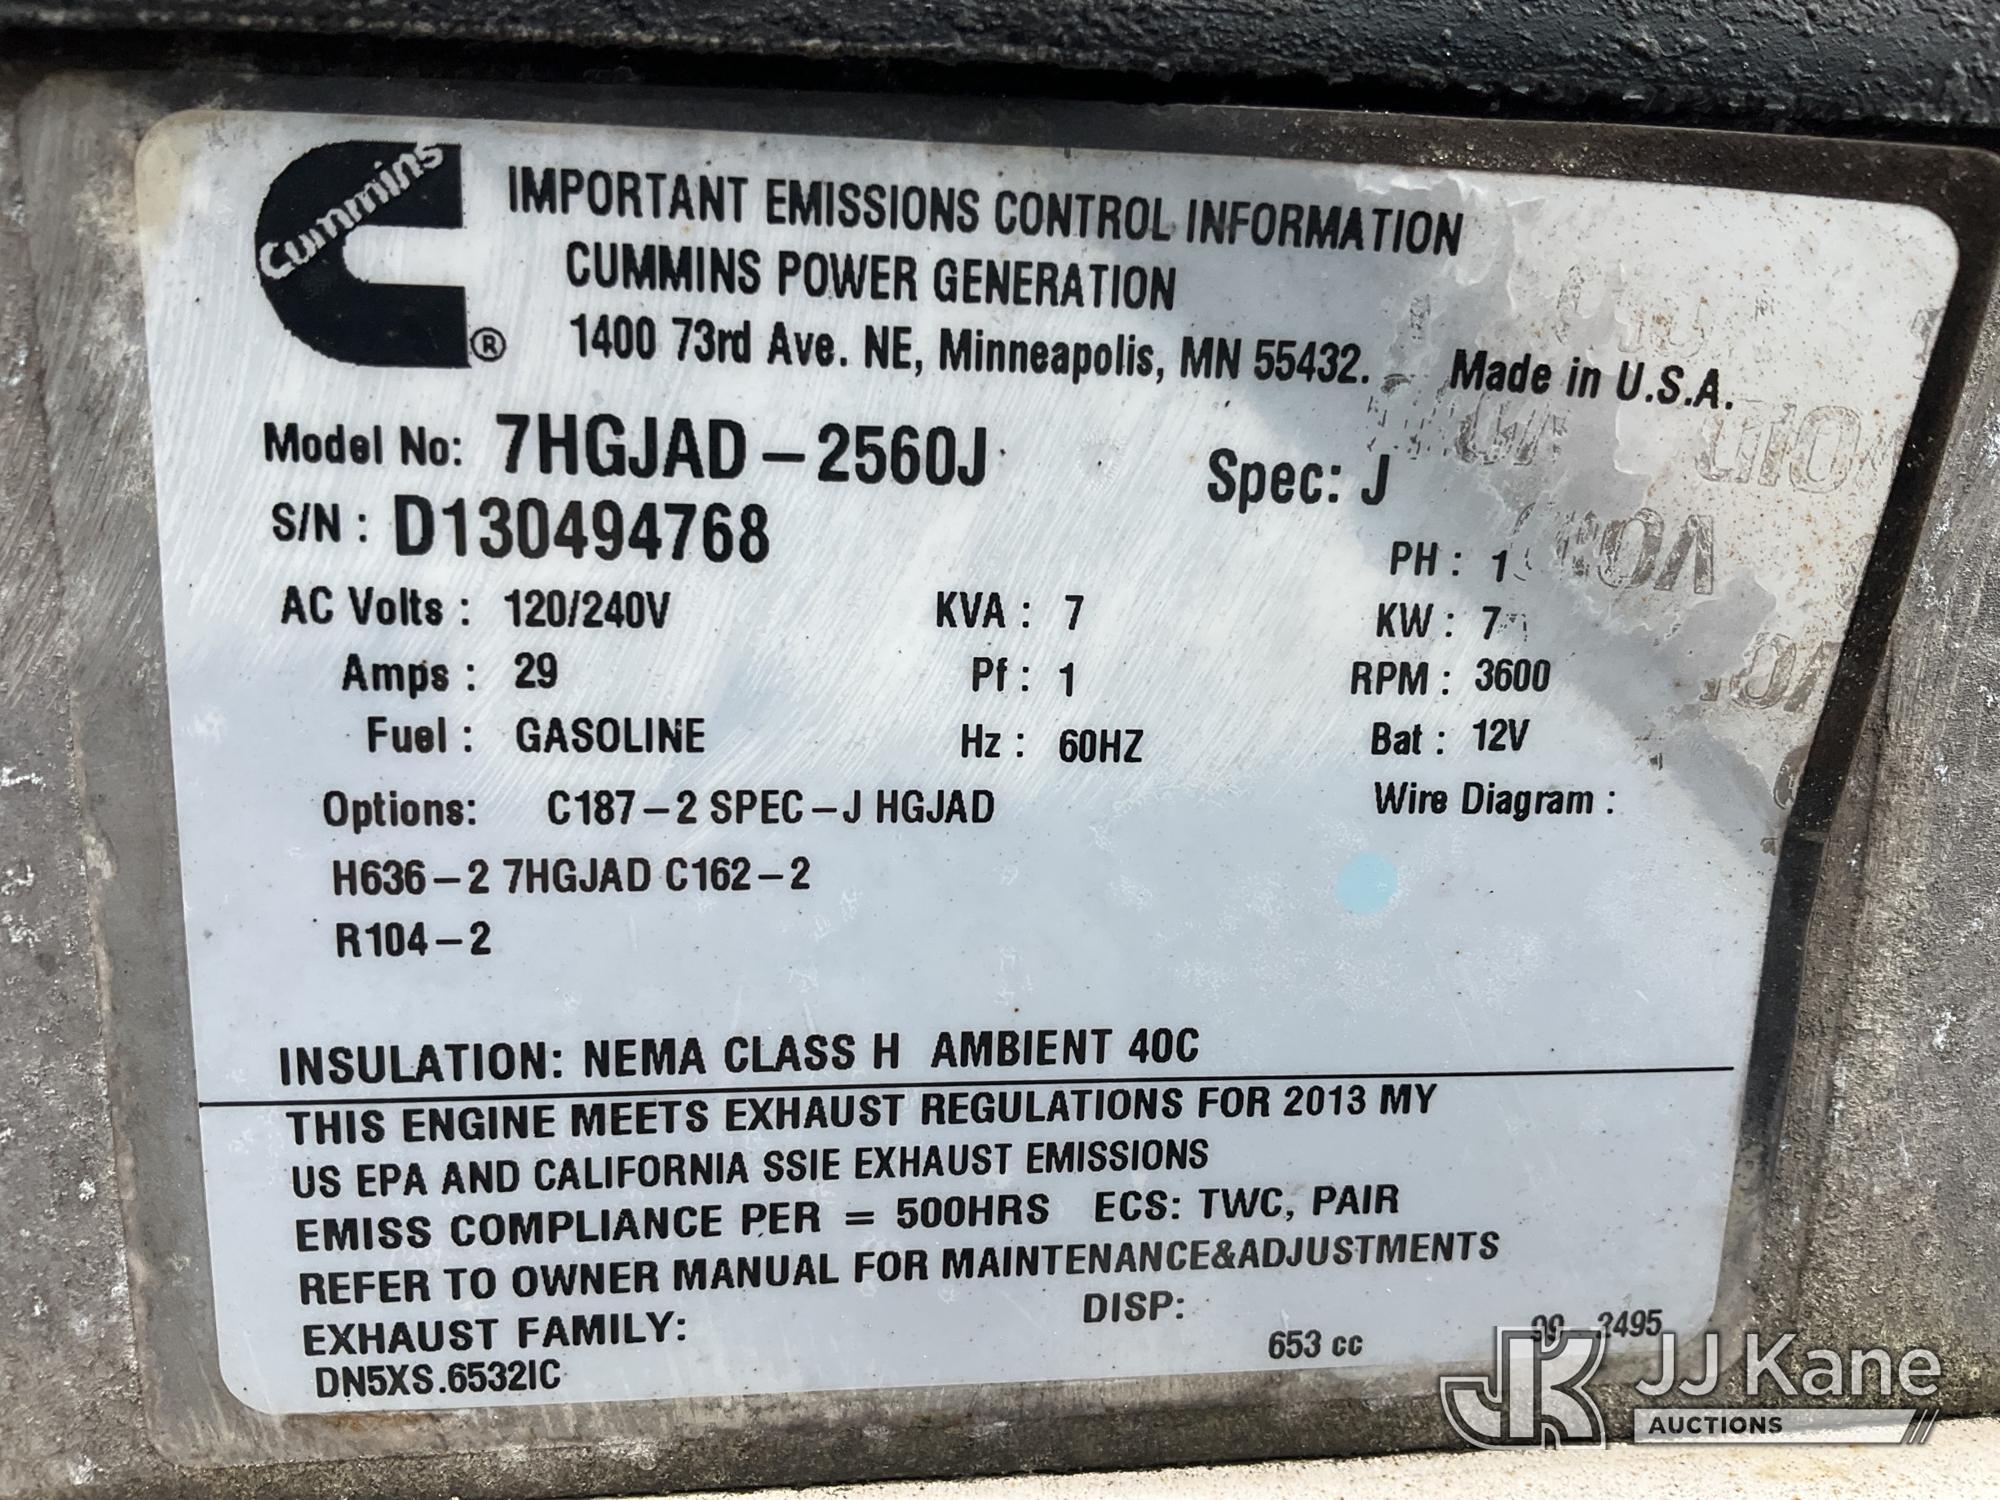 Cummins ®
IMPORTANT EMISSIONS CONTROL INFORMATION
CUMMINS POWER GENERATION
1400 73rd Ave. NE, Minneapolis, MN 55432. Made in U.S.A.
Model No: 7HGJAD-2560J Spec: J
S/N: D130494768 PH: 1
AC Volts: 120/240V KVA: 7 KW: 7
Amps: 29 Pf: 1 RPM: 3600
Fuel: GASOLINE Hz: 60HZ Bat: 12V
Options: C187-2 SPEC-J HGJAD Wire Diagram:
H636-2 7HGJAD C162-2
R104-2
INSULATION: NEMA CLASS H AMBIENT 40C
THIS ENGINE MEETS EXHAUST REGULATIONS FOR 2013 MY
US EPA AND CALIFORNIA SSIE EXHAUST EMISSIONS
EMISS COMPLIANCE PER = 500HRS ECS: TWC, PAIR
REFER TO OWNER MANUAL FOR MAINTENANCE&ADJUSTMENTS
EXHAUST FAMILY: DISP:
DN5XS.6532IC 653 cc
JK JJ Kane
AUCTIONS